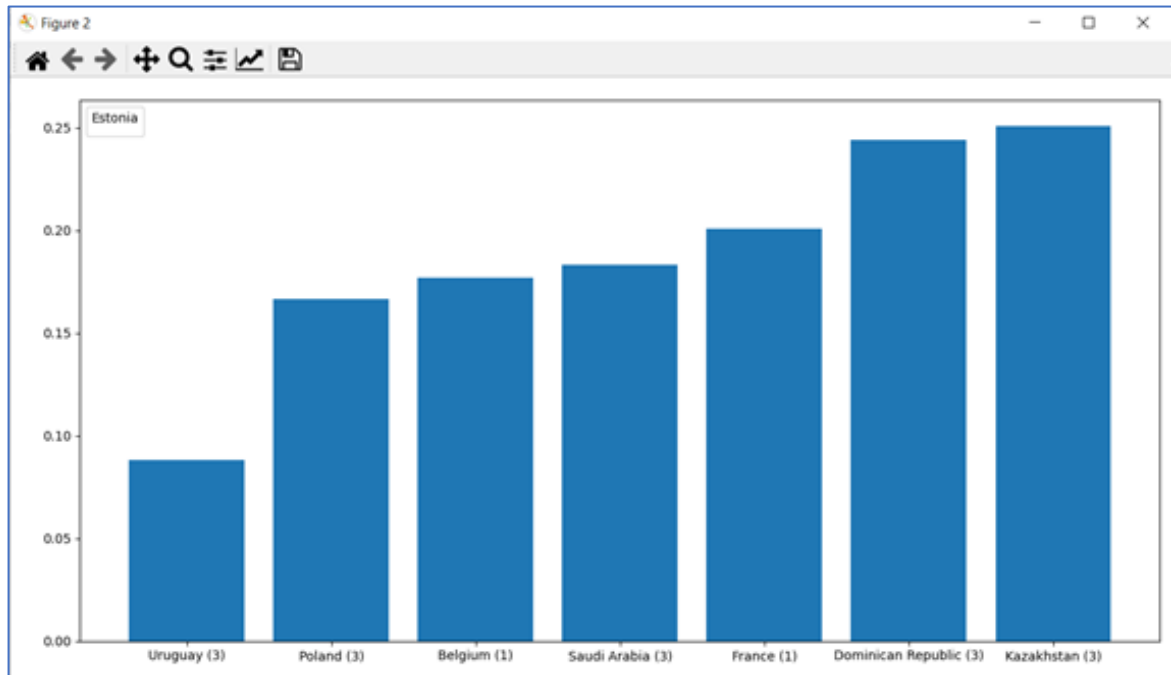 Figure 2
Estonia
0.25
0.20
0.15
0.10
0.05
0.00
Uruguay (3) Poland (3) Belgium (1) Saudi Arabia (3) France (1) Dominican Republic (3) Kazakhstan (3)